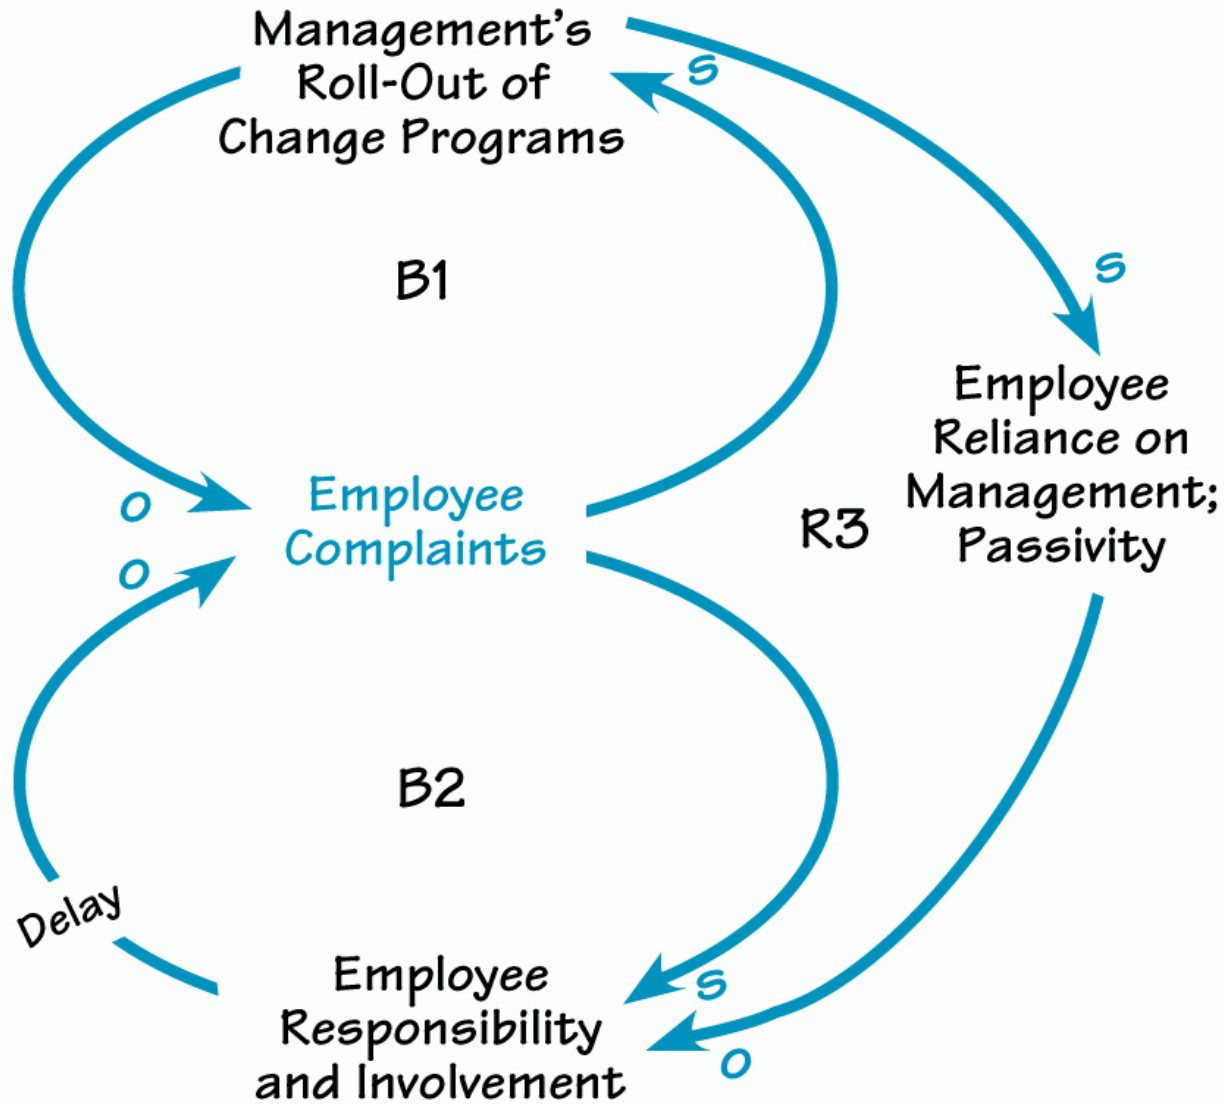 Management's
Roll-Out of
Change Programs
s
B1
s
Employee
Reliance on
Management;
Passivity
o
Employee
Complaints
R3
o
B2
Delay
Employee
Responsibility
and Involvement
s
o